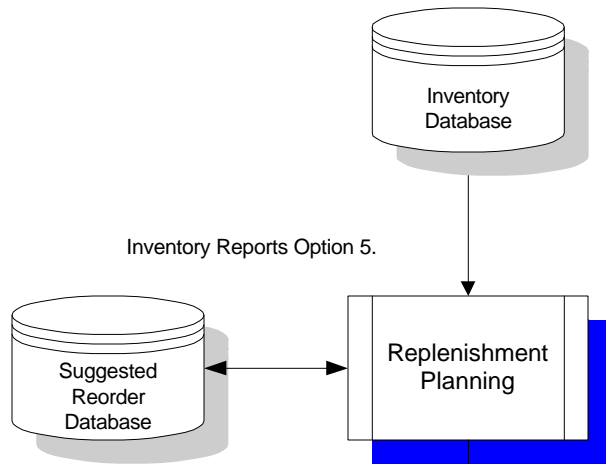 Inventory
Database
Inventory Reports Option 5.
Replenishment
Planning
Suggested
Reorder
Database